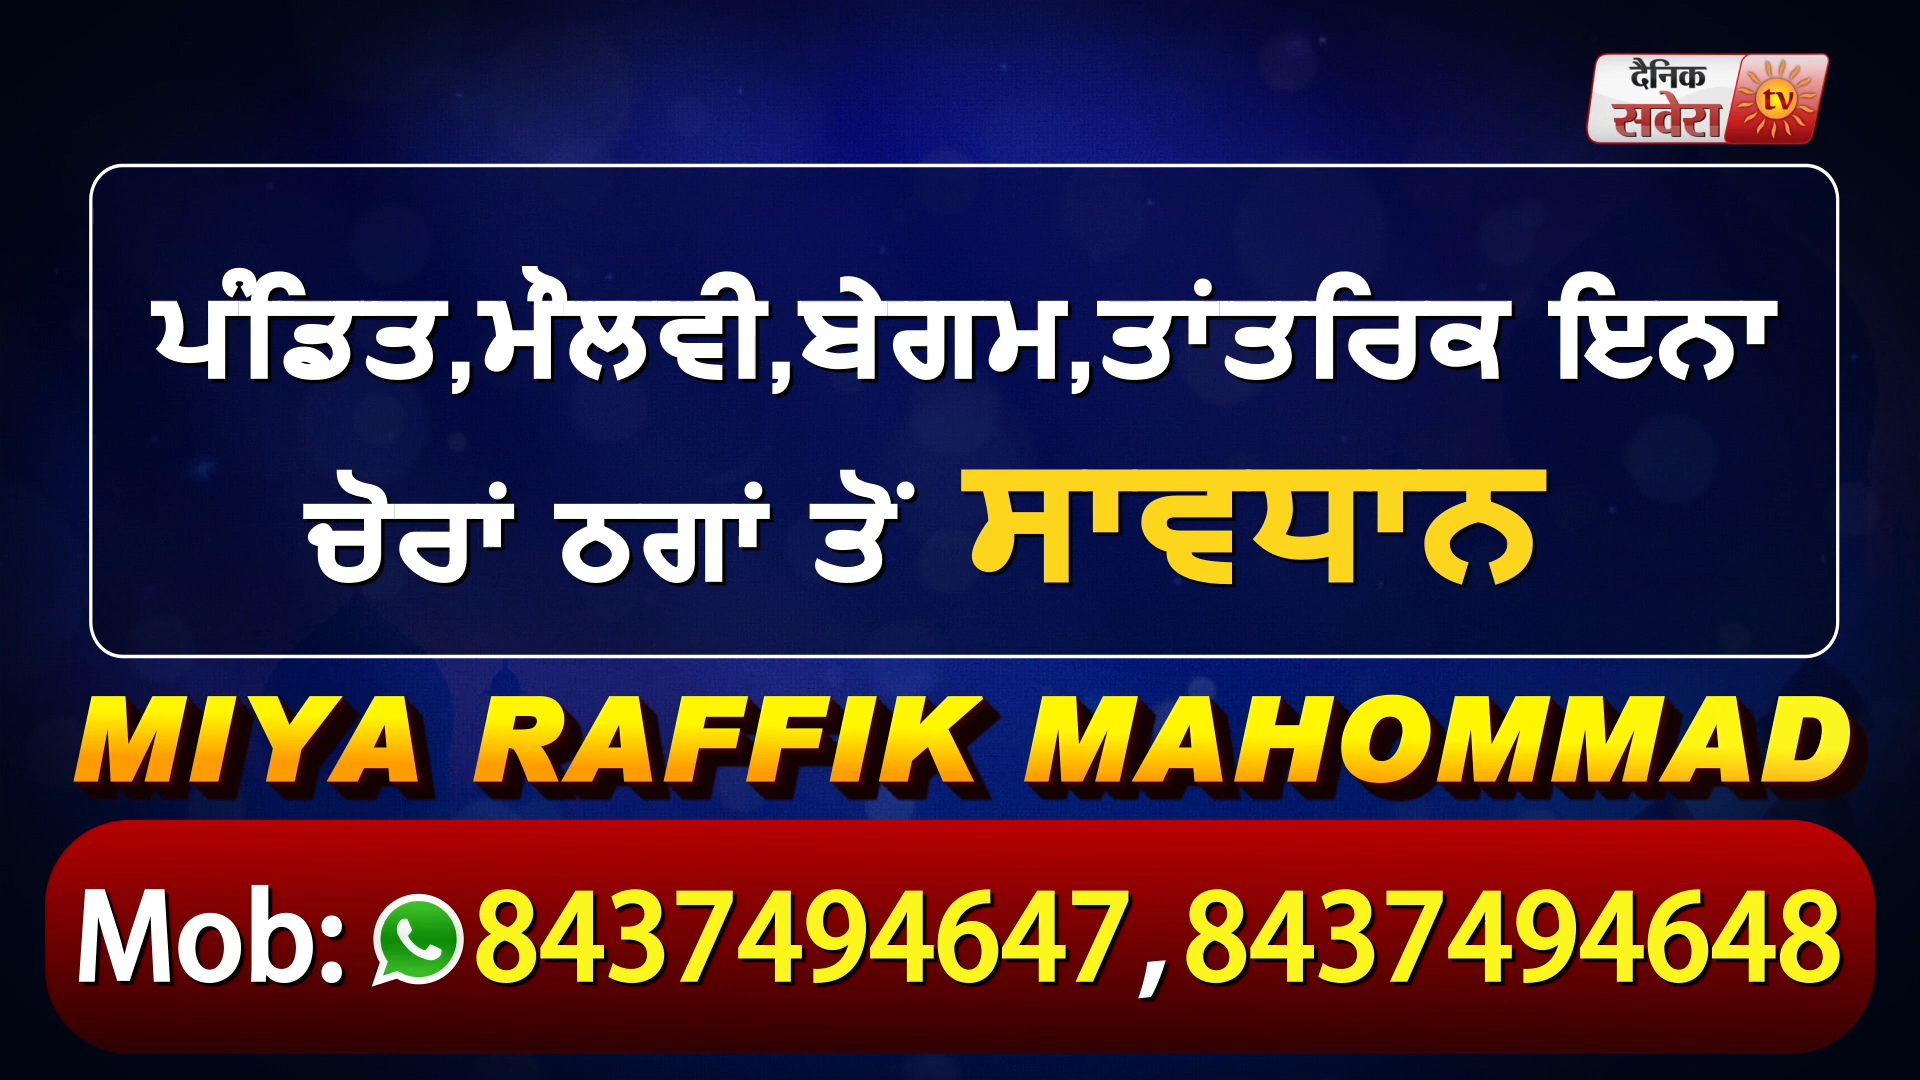 दैनिक
सवेरा tv
ਪੰਡਿਤ,ਮੌਲਵੀ,ਬੇਗਮ,ਤਾਂਤਰਿਕ ਇਨਾ
ਚੋਰਾਂ ਠਗਾਂ ਤੋਂ ਸਾਵਧਾਨ
MIYA RAFFIK MAHOMMAD
Mob: 8437494647, 8437494648